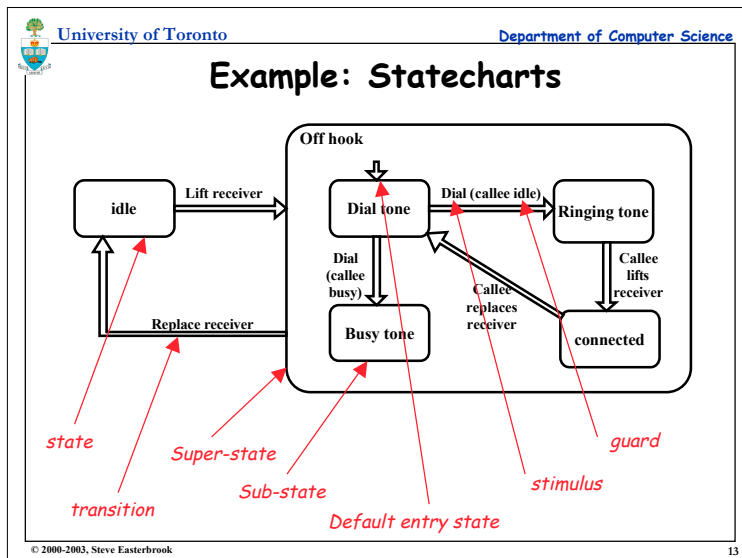 University of Toronto
Department of Computer Science
Example: Statecharts
Off hook
idle
Lift receiver
Dial tone
Dial (callee idle)
Ringing tone
Dial
(callee
busy)
Callee
replaces
receiver
Callee
lifts
receiver
Replace receiver
Busy tone
connected
state
Super-state
guard
transition
Sub-state
stimulus
Default entry state
© 2000-2003, Steve Easterbrook
13